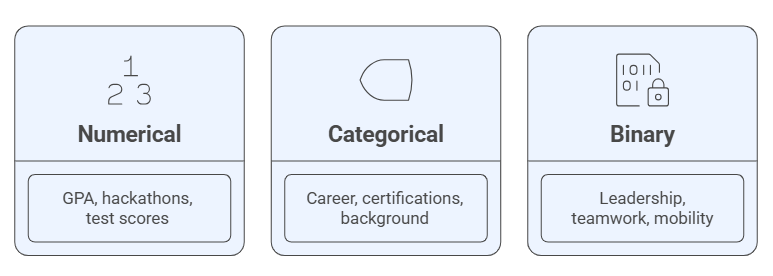 1
2 3
Numerical
GPA, hackathons,
test scores
Categorical
Career, certifications,
background
1011
01
Binary
Leadership,
teamwork, mobility